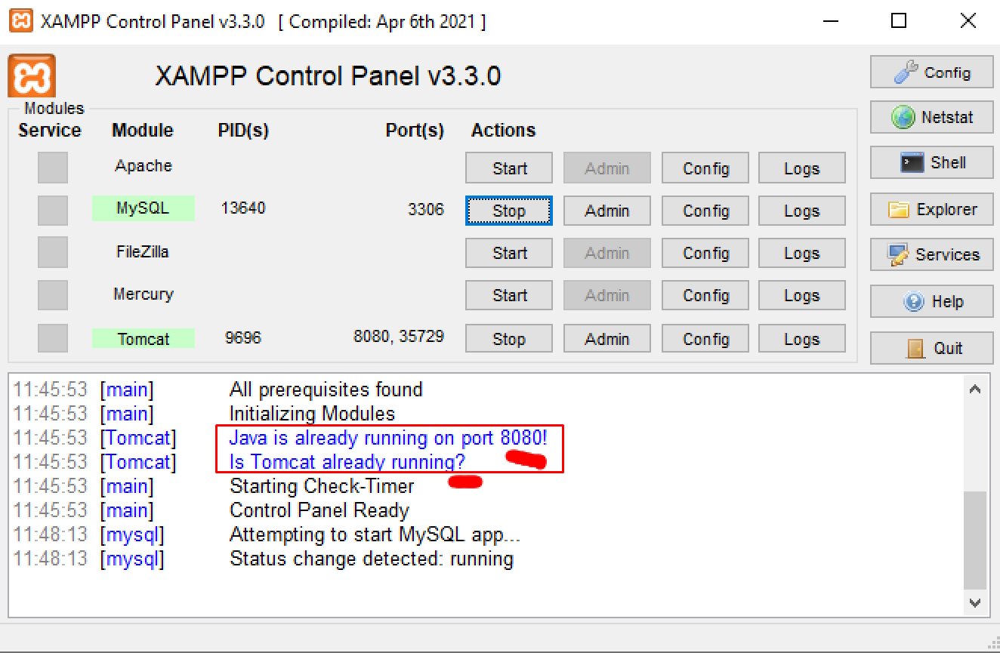 XAMPP Control Panel v3.3.0 [ Compiled: Apr 6th 2021 ]
XAMPP Control Panel v3.3.0
Config
Modules
Netstat
Service Module PID(s) Port(s) Actions
Apache Start Admin Config Logs
Shell
MySQL 13640 3306 Stop Admin Config Logs
Explorer
FileZilla Start Admin Config Logs
Services
Mercury Start Admin Config Logs
Help
Tomcat 9696 8080, 35729 Stop Admin Config Logs
Quit
11:45:53 [main] All prerequisites found
11:45:53 [main] Initializing Modules
11:45:53 [Tomcat] Java is already running on port 8080!
11:45:53 [Tomcat] Is Tomcat already running?
11:45:53 [main] Starting Check-Timer
11:45:53 [main] Control Panel Ready
11:48:13 [mysql] Attempting to start MySQL app...
11:48:13 [mysql] Status change detected: running